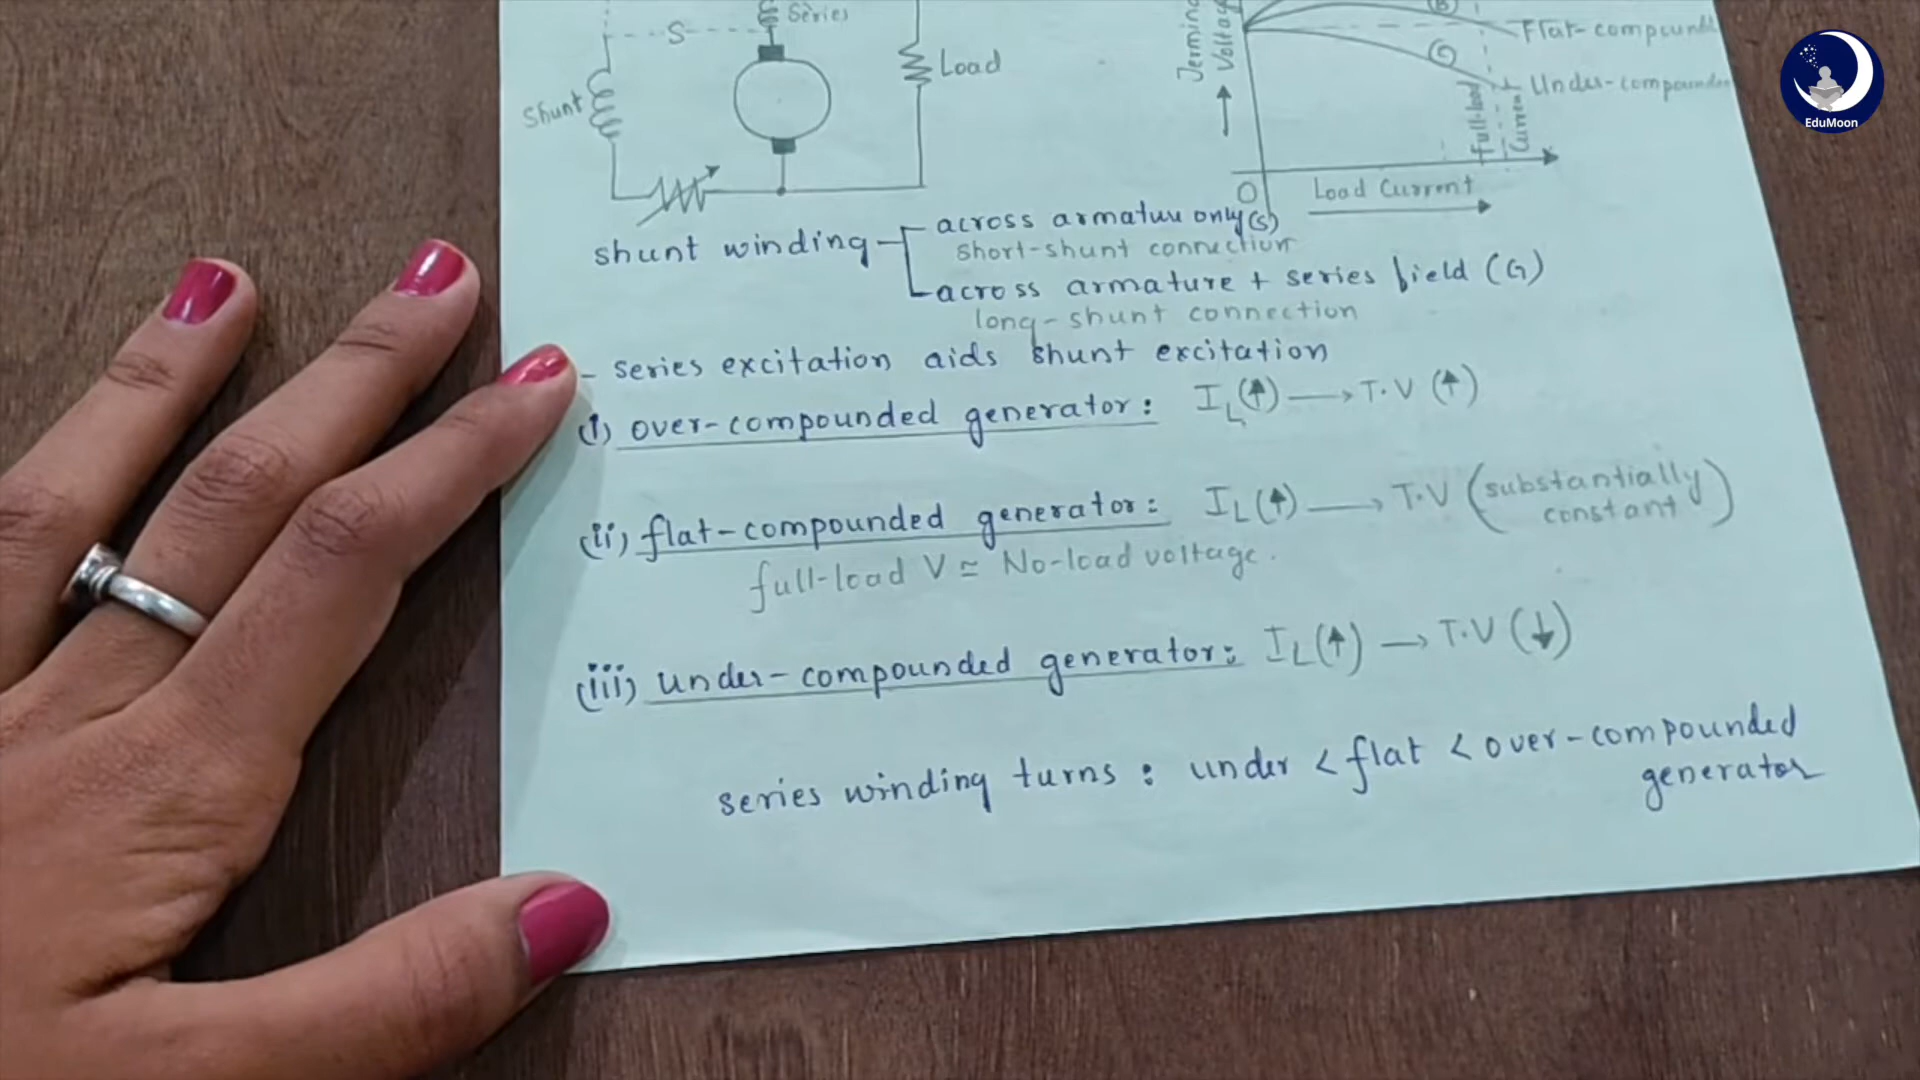 Series
S
Load
Shunt
Voltag
B
Flat-compound
G
Under-compounde
full-load
Curren
O
Load Current
EduMoon
shunt winding
across armature only(s)
short-shunt connection
across armature + series field (G)
long-shunt connection
- series excitation aids shunt excitation
(i) over-compounded generator: IL(↑) → T.V (↑)
(ii) flat-compounded generator: IL(↑) → T.V (substantially constant)
full-load V ≃ No-load voltage.
(iii) under-compounded generator: IL(↑) → T.V (↓)
series winding turns : under < flat < over-compounded
generator